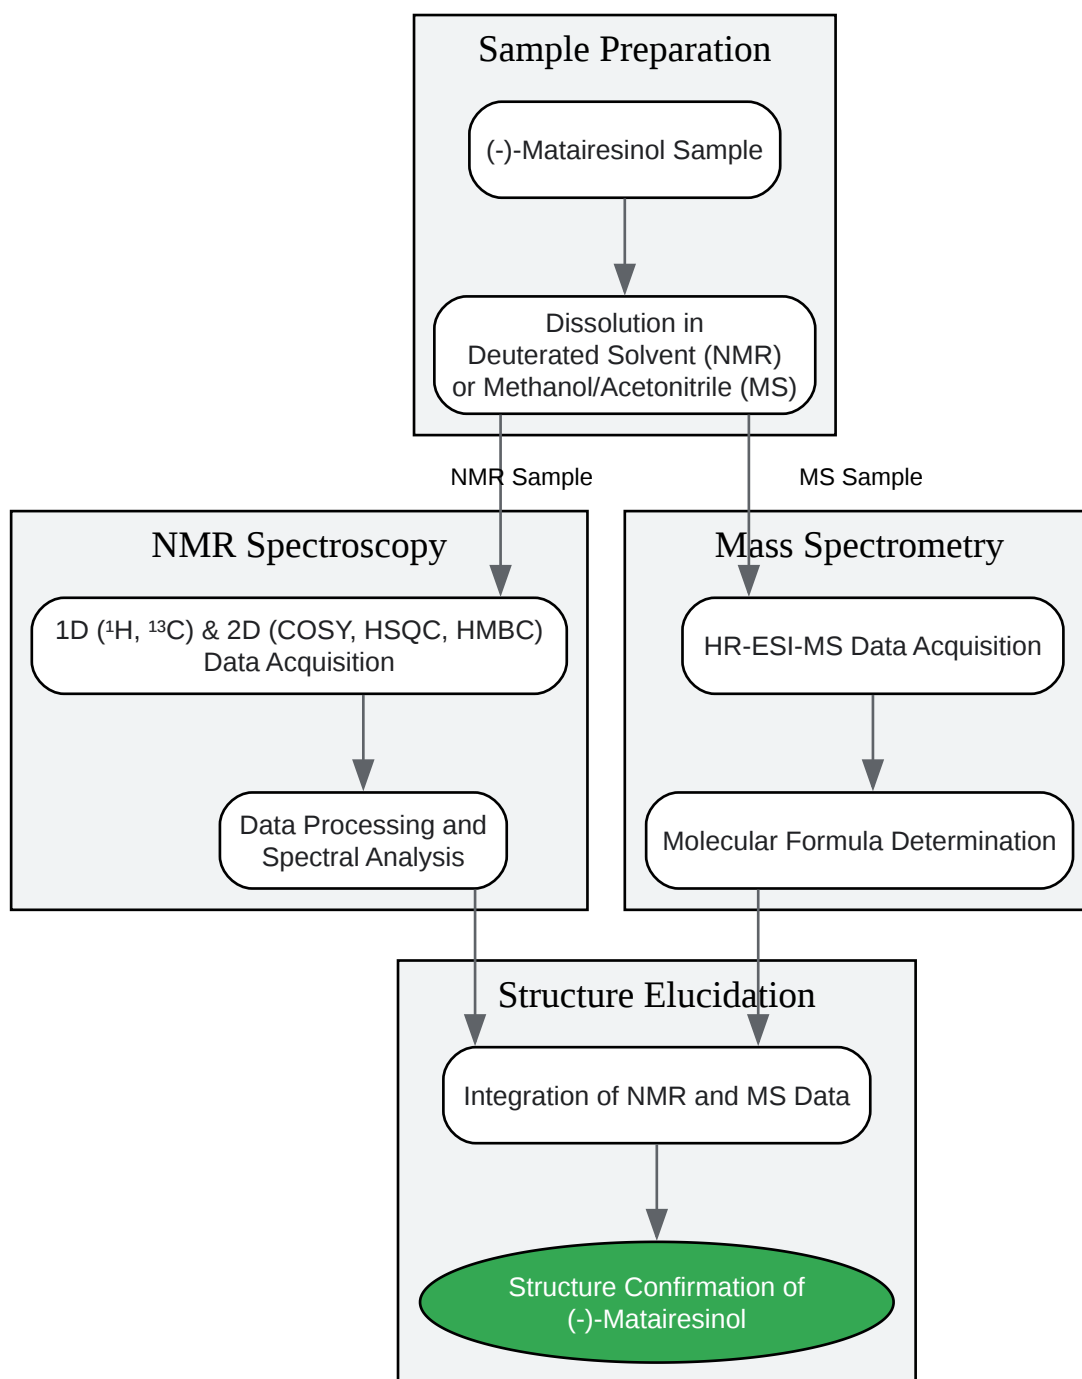 Sample Preparation
(-)-Matairesinol Sample
Dissolution in
Deuterated Solvent (NMR)
or Methanol/Acetonitrile (MS)
NMR Sample
MS Sample
NMR Spectroscopy
Mass Spectrometry
1D (¹H, ¹³C) & 2D (COSY, HSQC, HMBC)
Data Acquisition
HR-ESI-MS Data Acquisition
Data Processing and
Spectral Analysis
Molecular Formula Determination
Structure Elucidation
Integration of NMR and MS Data
Structure Confirmation of
(-)-Matairesinol